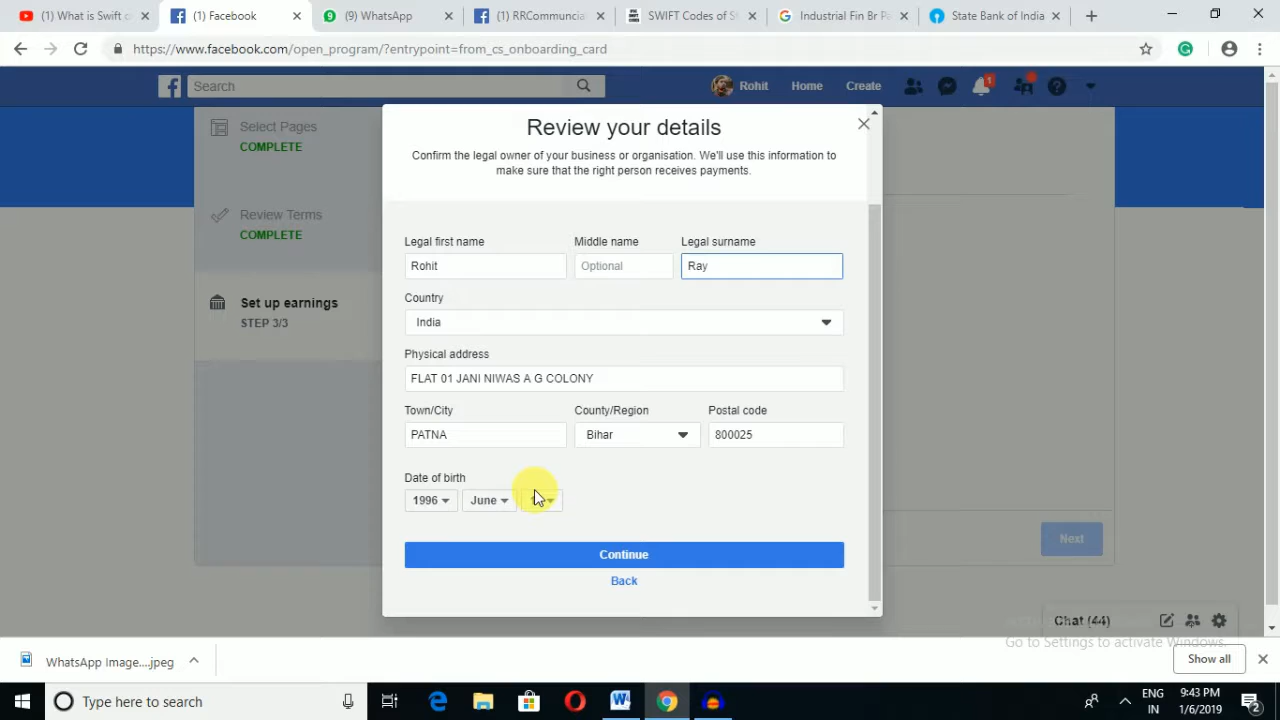 (1) What is Swift o
(1) Facebook
(9) WhatsApp
(1) RRCommuncia
SWIFT Codes of S
Industrial Fin Br Pa
State Bank of India
https://www.facebook.com/open_program/?entrypoint=from_cs_onboarding_card
Search
Rohit
Home
Create
1
Select Pages
COMPLETE
Review Terms
COMPLETE
Set up earnings
STEP 3/3
Review your details
Confirm the legal owner of your business or organisation. We'll use this information to
make sure that the right person receives payments.
Legal first name Middle name Legal surname
Rohit Optional Ray
Country
India
Physical address
FLAT 01 JANI NIWAS A G COLONY
Town/City County/Region Postal code
PATNA Bihar 800025
Date of birth
1996 June
Continue
Back
Next
Chat (44)
Go to Settings to activate Windows.
WhatsApp Image....jpeg
Show all
Type here to search
ENG
IN
9:43 PM
1/6/2019
2